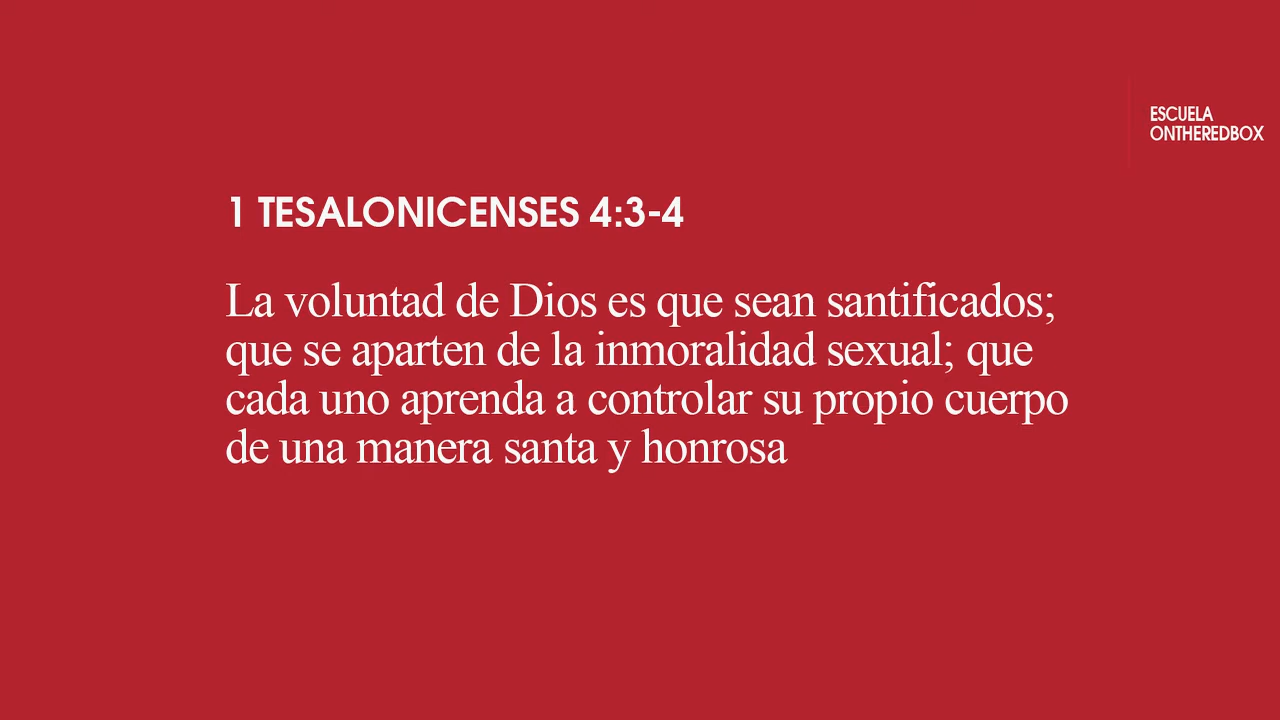 ESCUELA
ONTHEREDBOX
1 TESALONICENSES 4:3-4
La voluntad de Dios es que sean santificados;
que se aparten de la inmoralidad sexual; que
cada uno aprenda a controlar su propio cuerpo
de una manera santa y honrosa